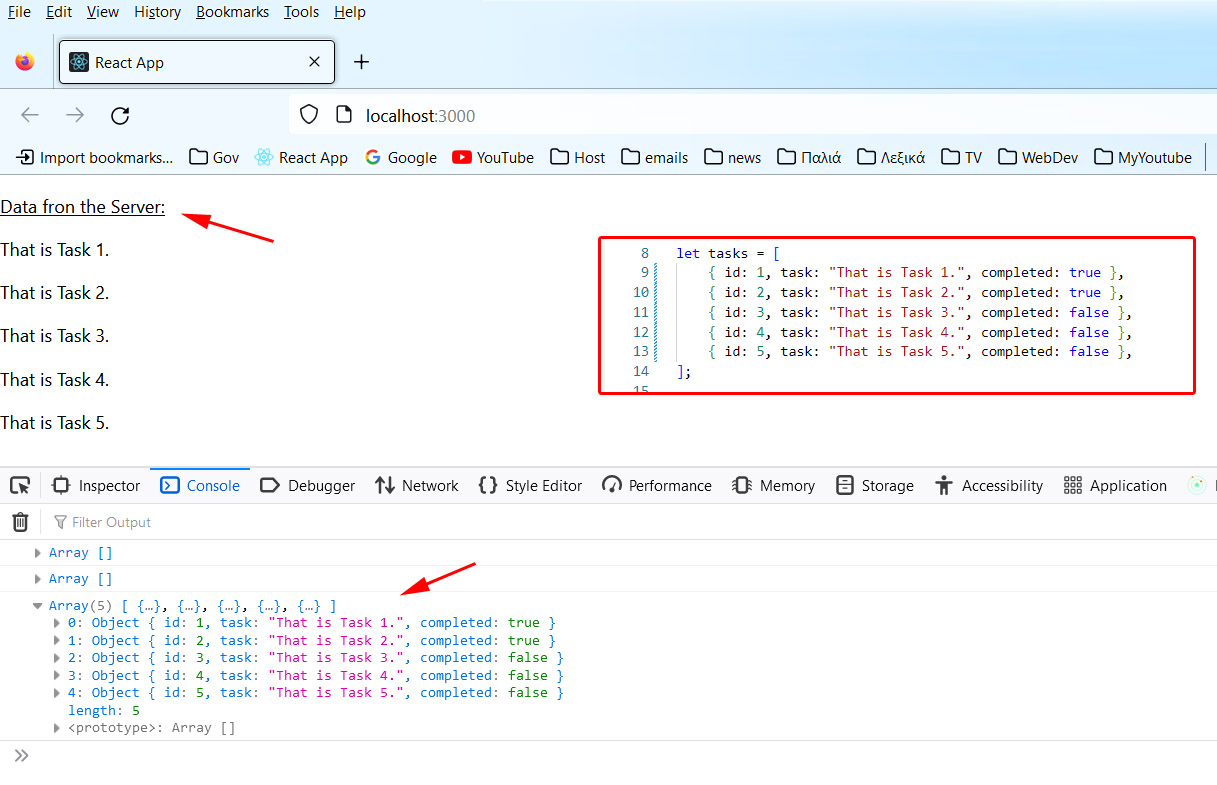 File Edit View History Bookmarks Tools Help
React App
localhost:3000
Import bookmarks... Gov React App Google YouTube Host emails news Παλιά Λεξικά TV WebDev MyYoutube
Data fron the Server:
That is Task 1.
That is Task 2.
That is Task 3.
That is Task 4.
That is Task 5.
8 let tasks = [
9 { id: 1, task: "That is Task 1.", completed: true },
10 { id: 2, task: "That is Task 2.", completed: true },
11 { id: 3, task: "That is Task 3.", completed: false },
12 { id: 4, task: "That is Task 4.", completed: false },
13 { id: 5, task: "That is Task 5.", completed: false },
14 ];
15
Inspector Console Debugger Network Style Editor Performance Memory Storage Accessibility Application
Filter Output
Array []
Array []
Array(5) [ {…}, {…}, {…}, {…}, {…} ]
0: Object { id: 1, task: "That is Task 1.", completed: true }
1: Object { id: 2, task: "That is Task 2.", completed: true }
2: Object { id: 3, task: "That is Task 3.", completed: false }
3: Object { id: 4, task: "That is Task 4.", completed: false }
4: Object { id: 5, task: "That is Task 5.", completed: false }
length: 5
<prototype>: Array []